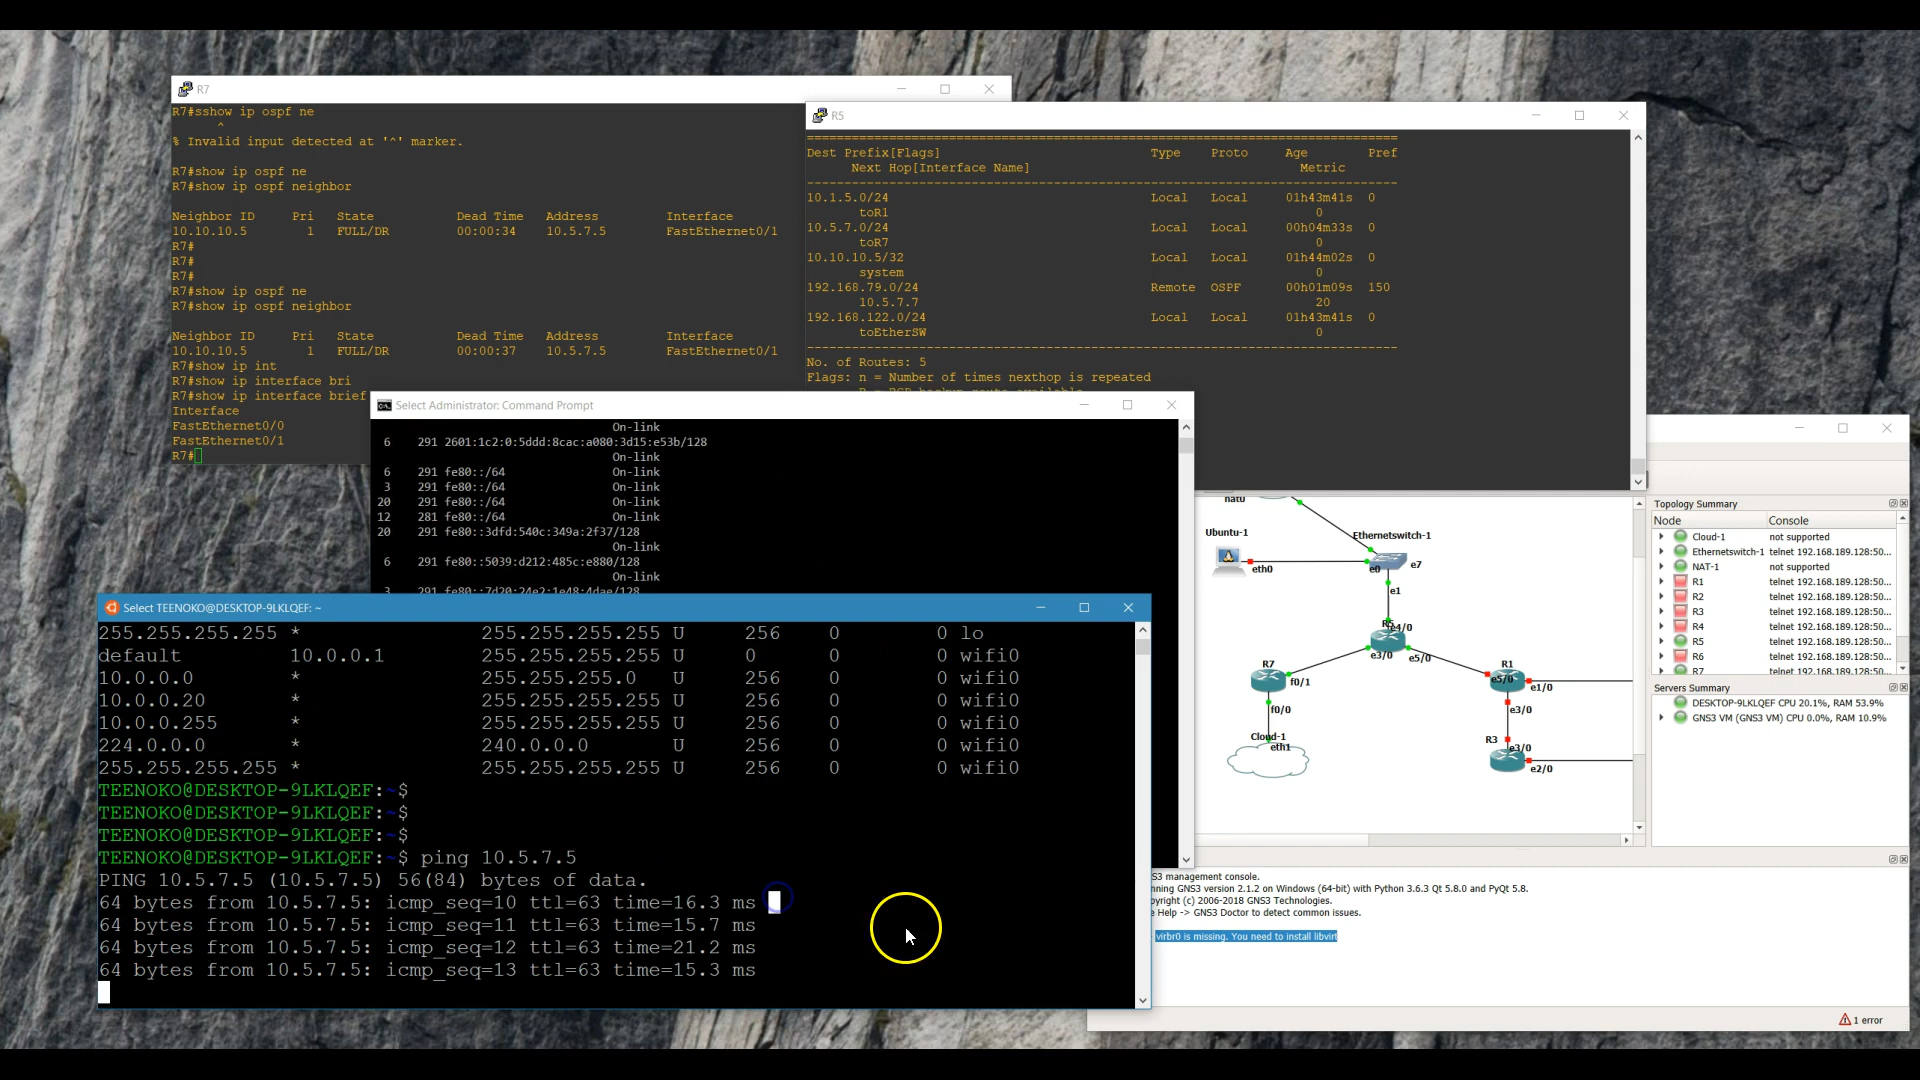 R7
R7#sshow ip ospf ne
^
% Invalid input detected at '^' marker.
R7#show ip ospf ne
R7#show ip ospf neighbor
Neighbor ID Pri State Dead Time Address Interface
10.10.10.5 1 FULL/DR 00:00:34 10.5.7.5 FastEthernet0/1
R7#
R7#
R7#
R7#show ip ospf ne
R7#show ip ospf neighbor
Neighbor ID Pri State Dead Time Address Interface
10.10.10.5 1 FULL/DR 00:00:37 10.5.7.5 FastEthernet0/1
R7#show ip int
R7#show ip interface bri
R7#show ip interface brief
Interface
FastEthernet0/0
FastEthernet0/1
R7#
R5
===============================================================================
Dest Prefix[Flags] Type Proto Age Pref
Next Hop[Interface Name] Metric
-------------------------------------------------------------------------------
10.1.5.0/24 Local Local 01h43m41s 0
toR1 0
10.5.7.0/24 Local Local 00h04m33s 0
toR7 0
10.10.10.5/32 Local Local 01h44m02s 0
system 0
192.168.79.0/24 Remote OSPF 00h01m09s 150
10.5.7.7 20
192.168.122.0/24 Local Local 01h43m41s 0
toEtherSW 0
-------------------------------------------------------------------------------
No. of Routes: 5
Flags: n = Number of times nexthop is repeated
Select Administrator: Command Prompt
On-link
6 291 2601:1c2:0:5ddd:8cac:a080:3d15:e53b/128
On-link
6 291 fe80::/64 On-link
3 291 fe80::/64 On-link
20 291 fe80::/64 On-link
12 281 fe80::/64 On-link
20 291 fe80::3dfd:540c:349a:2f37/128
On-link
6 291 fe80::5039:d212:485c:e880/128
On-link
3 291 fe80::7d20:24e2:1e48:4dae/128
Select TEENOKO@DESKTOP-9LKLQEF: ~
255.255.255.255 * 255.255.255.255 U 256 0 0 lo
default 10.0.0.1 255.255.255.255 U 0 0 0 wifi0
10.0.0.0 * 255.255.255.0 U 256 0 0 wifi0
10.0.0.20 * 255.255.255.255 U 256 0 0 wifi0
10.0.0.255 * 255.255.255.255 U 256 0 0 wifi0
224.0.0.0 * 240.0.0.0 U 256 0 0 wifi0
255.255.255.255 * 255.255.255.255 U 256 0 0 wifi0
TEENOKO@DESKTOP-9LKLQEF:~$
TEENOKO@DESKTOP-9LKLQEF:~$
TEENOKO@DESKTOP-9LKLQEF:~$
TEENOKO@DESKTOP-9LKLQEF:~$ ping 10.5.7.5
PING 10.5.7.5 (10.5.7.5) 56(84) bytes of data.
64 bytes from 10.5.7.5: icmp_seq=10 ttl=63 time=16.3 ms
64 bytes from 10.5.7.5: icmp_seq=11 ttl=63 time=15.7 ms
64 bytes from 10.5.7.5: icmp_seq=12 ttl=63 time=21.2 ms
64 bytes from 10.5.7.5: icmp_seq=13 ttl=63 time=15.3 ms
Ubuntu-1
eth0
Ethernetswitch-1
e0
e7
e1
e4/0
e3/0
e5/0
R7
f0/1
f0/0
Cloud-1
eth1
R1
e5/0
e1/0
e3/0
R3
e3/0
e2/0
Topology Summary
Node Console
Cloud-1 not supported
Ethernetswitch-1 telnet 192.168.189.128:50...
NAT-1 not supported
R1 telnet 192.168.189.128:50...
R2 telnet 192.168.189.128:50...
R3 telnet 192.168.189.128:50...
R4 telnet 192.168.189.128:50...
R5 telnet 192.168.189.128:50...
R6 telnet 192.168.189.128:50...
R7 telnet 192.168.189.128:50...
Servers Summary
DESKTOP-9LKLQEF CPU 20.1%, RAM 53.9%
GNS3 VM (GNS3 VM) CPU 0.0%, RAM 10.9%
S3 management console.
nning GNS3 version 2.1.2 on Windows (64-bit) with Python 3.6.3 Qt 5.8.0 and PyQt 5.8.
pyright (c) 2006-2018 GNS3 Technologies.
e Help -> GNS3 Doctor to detect common issues.
virbr0 is missing. You need to install libvirt
1 error